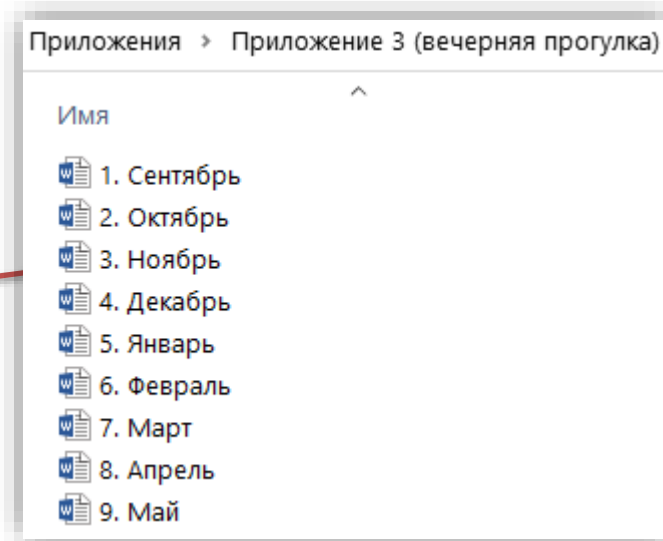 Приложения > Приложение 3 (вечерняя прогулка)
Имя
1. Сентябрь
2. Октябрь
3. Ноябрь
4. Декабрь
5. Январь
6. Февраль
7. Март
8. Апрель
9. Май